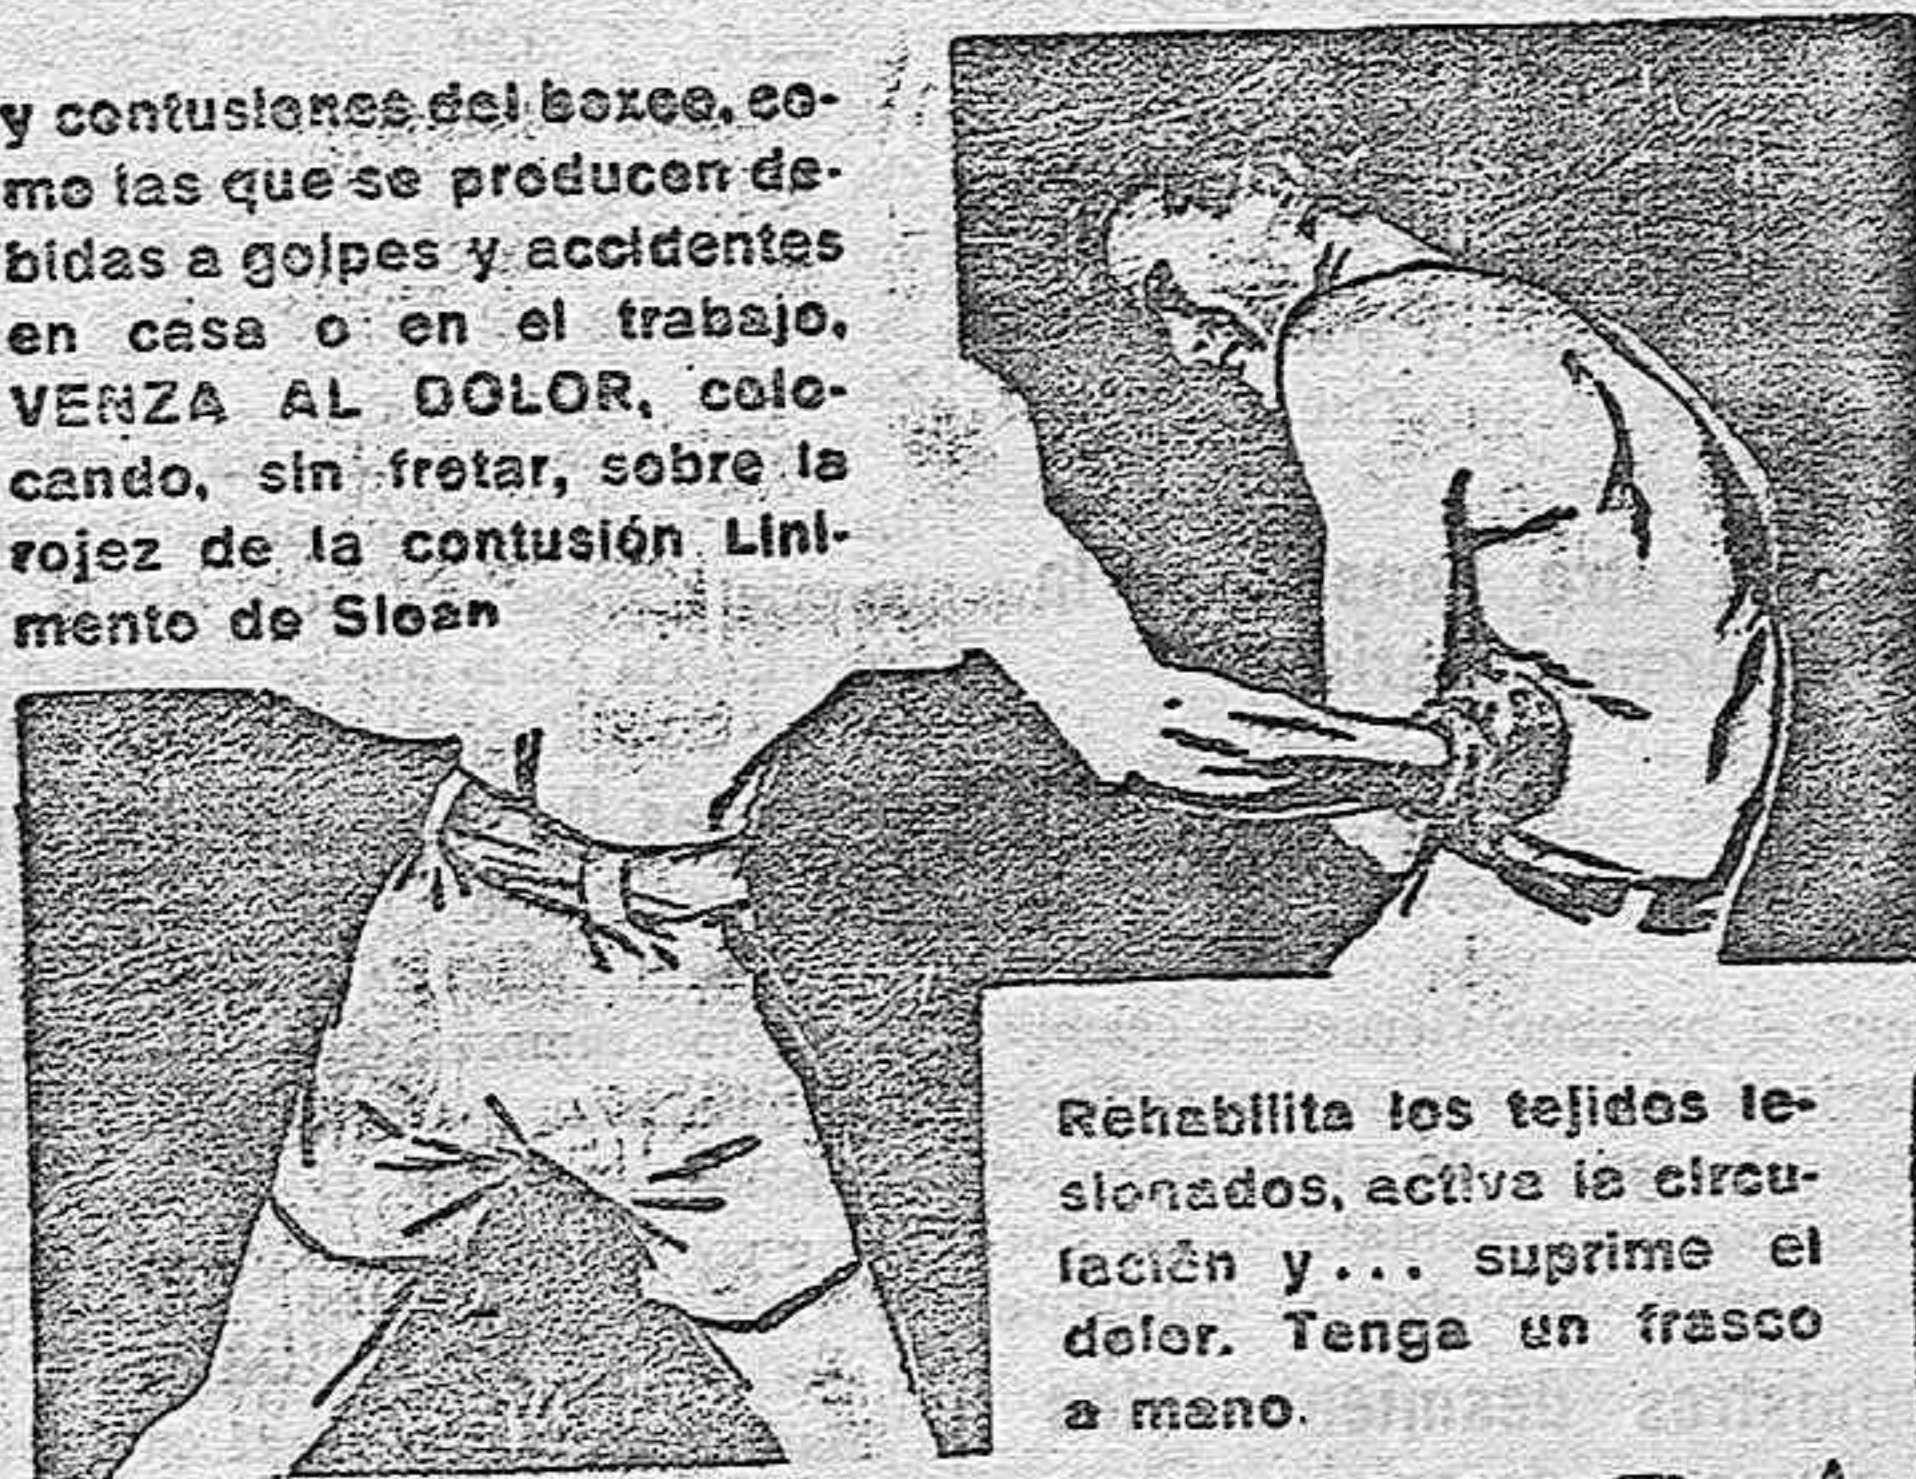 y contusiones del boxeo, co-
mo las que se producen de-
bidas a golpes y accidentes
en casa o en el trabajo,
VENZA AL DOLOR, colo-
cando, sin frotar, sobre la
rojez de la contusión Lini-
mento de Sloan
Rehabilita los tejidos le-
sionados, activa la circu-
lación y... suprime el
dolor. Tenga un frasco
a mano.